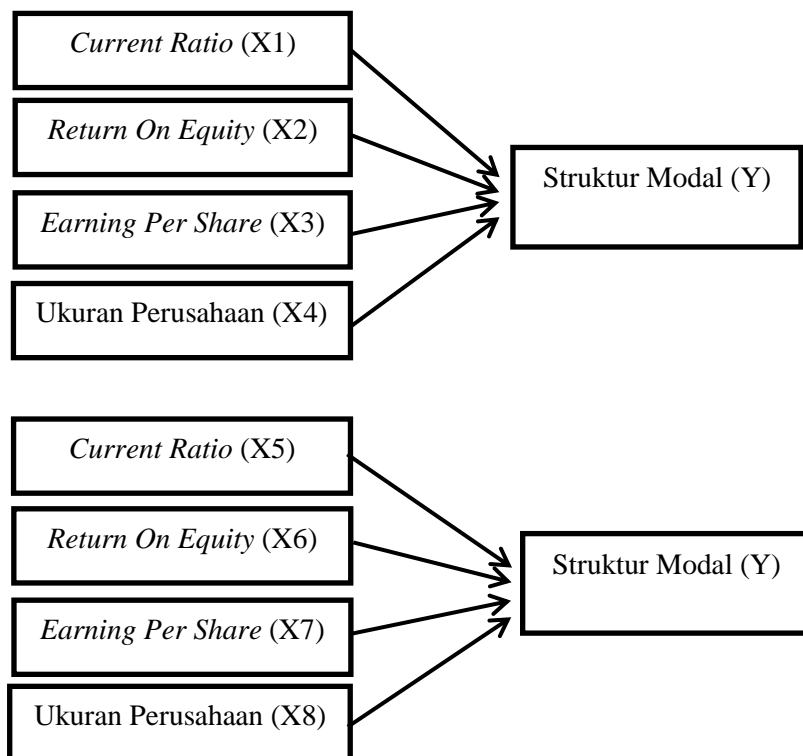 Current Ratio (X1)
Return On Equity (X2)
Earning Per Share (X3)
Ukuran Perusahaan (X4)
Struktur Modal (Y)
Current Ratio (X5)
Return On Equity (X6)
Earning Per Share (X7)
Ukuran Perusahaan (X8)
Struktur Modal (Y)